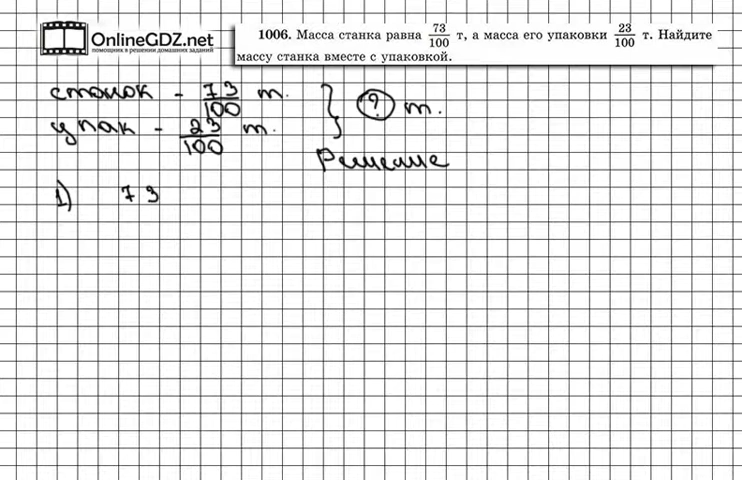 OnlineGDZ.net
помощник в решении домашних заданий
1006. Масса станка равна 73/100 т, а масса его упаковки 23/100 т. Найдите
массу станка вместе с упаковкой.
станок - 73/100 т. } ? т.
упак - 23/100 т.
Решение
1) 73